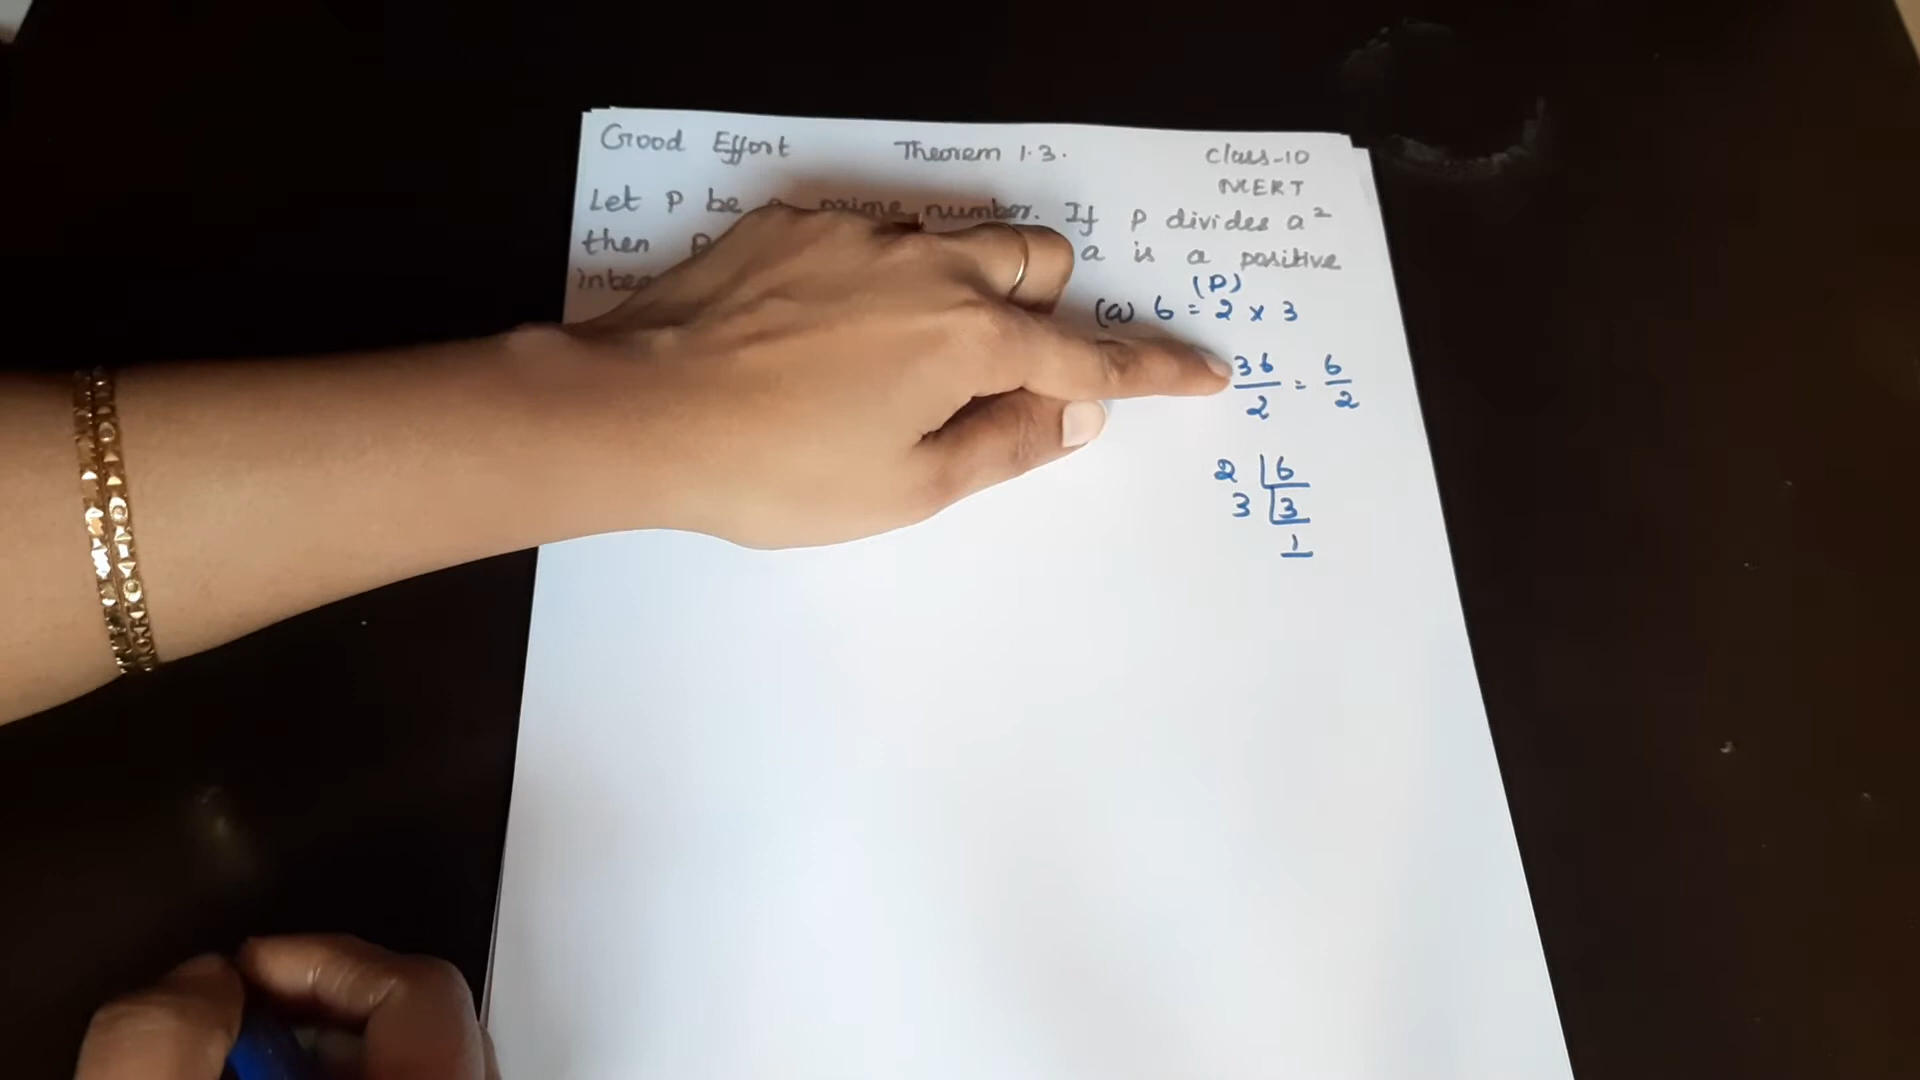 Good Effort Theorem 1.3. Class-10
NCERT
Let P be a prime number. If P divides a²
then P a is a positive
(P)
(a) 6 = 2 x 3
36/2 = 6/2
2 | 6
3 | 3
1